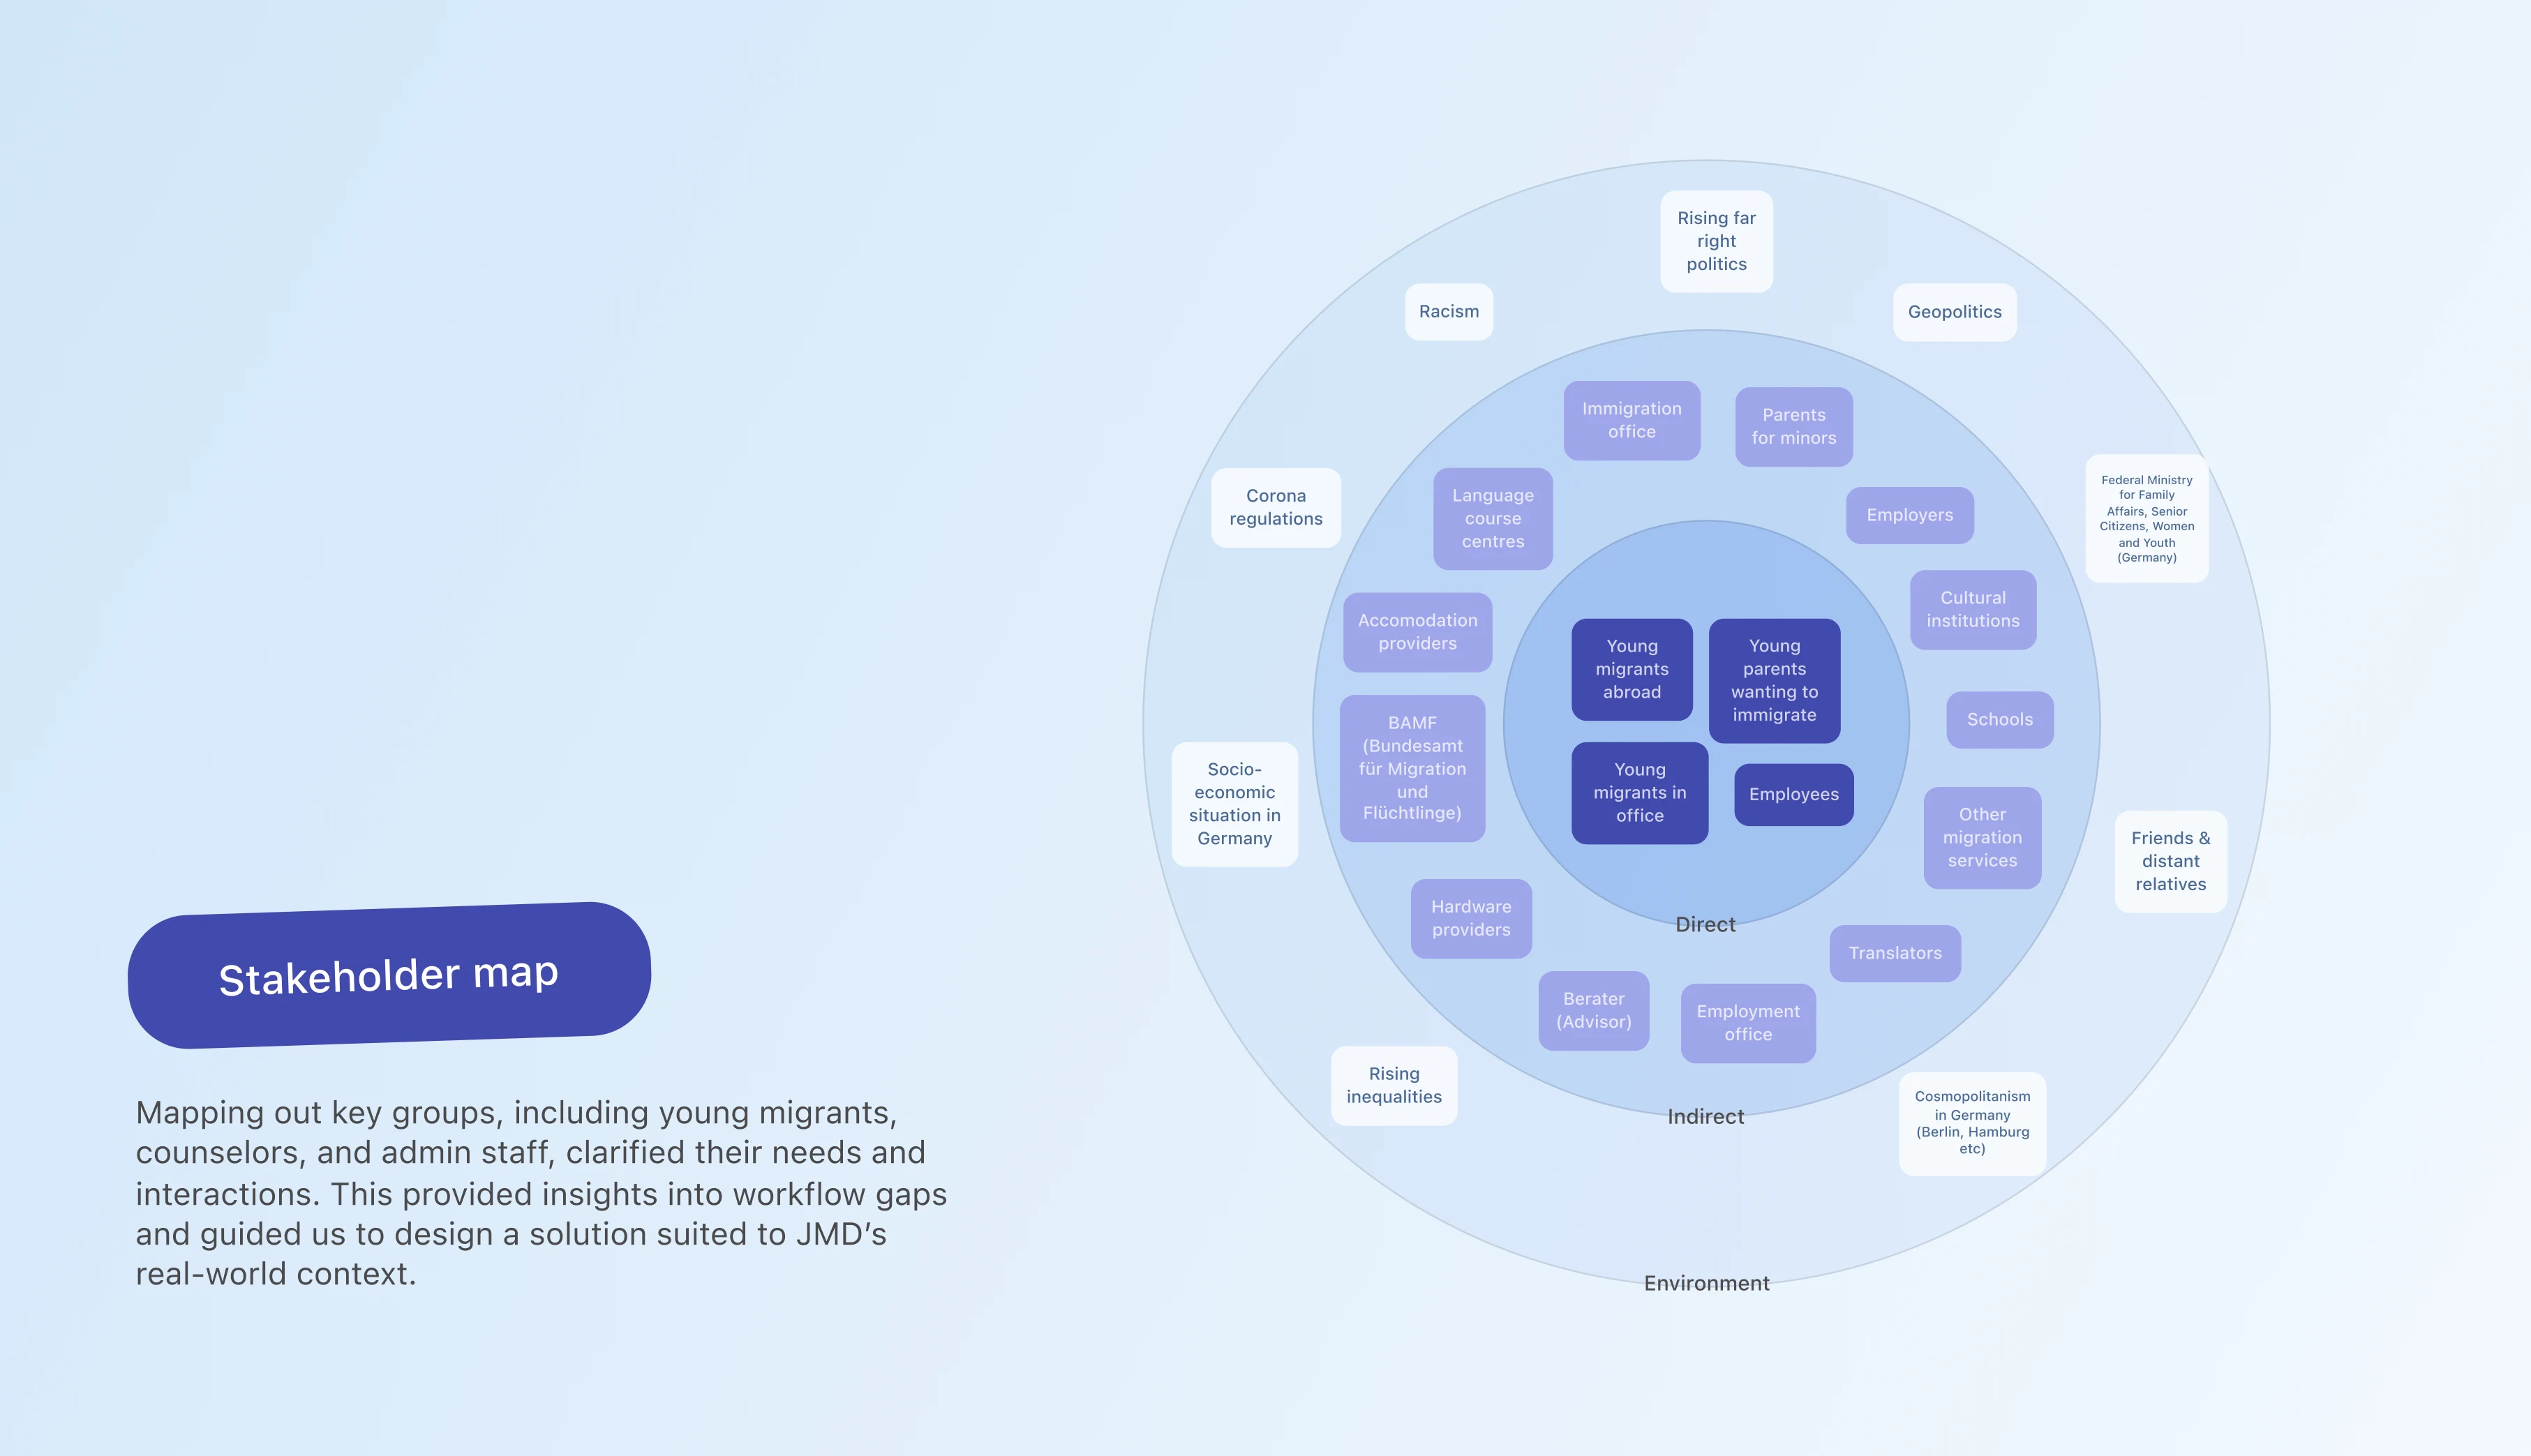 Stakeholder map
Mapping out key groups, including young migrants,
counselors, and admin staff, clarified their needs and
interactions. This provided insights into workflow gaps
and guided us to design a solution suited to JMD’s
real-world context.
Rising far
right
politics
Racism
Geopolitics
Corona
regulations
Federal Ministry
for Family
Affairs, Senior
Citizens, Women
and Youth
(Germany)
Socio-
economic
situation in
Germany
Friends &
distant
relatives
Rising
inequalities
Cosmopolitanism
in Germany
(Berlin, Hamburg
etc)
Environment
Immigration
office
Parents
for minors
Language
course
centres
Employers
Accomodation
providers
Cultural
institutions
BAMF
(Bundesamt
für Migration
und
Flüchtlinge)
Schools
Other
migration
services
Hardware
providers
Translators
Berater
(Advisor)
Employment
office
Indirect
Young
migrants
abroad
Young
parents
wanting to
immigrate
Young
migrants in
office
Employees
Direct